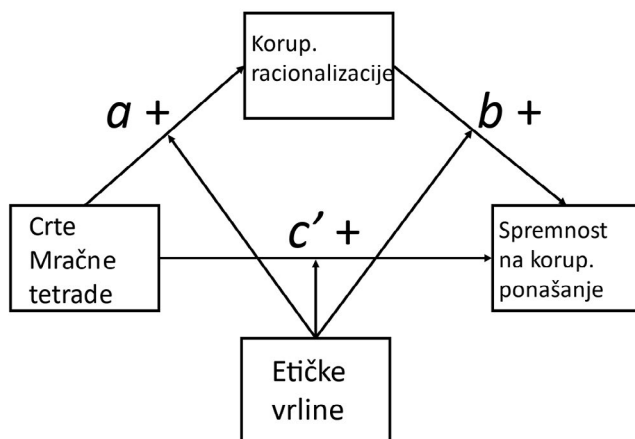 Korup.
racionalizacije
a +
b +
Crte
Mračne
tetrade
c’ +
Spremnost
na korup.
ponašanje
Etičke
vrline